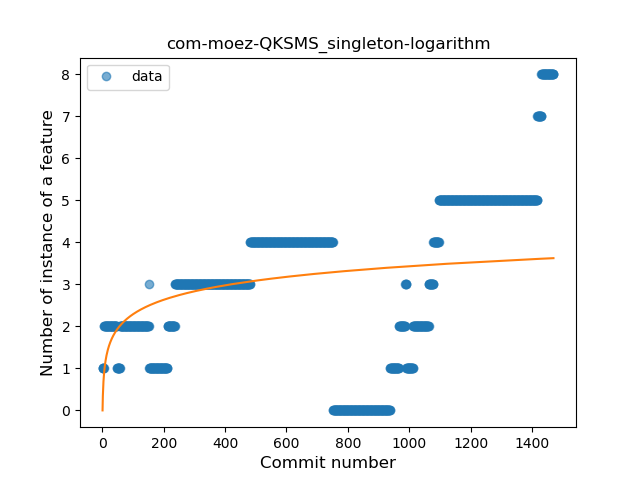 com-moez-QKSMS_singleton-logarithm
data
Number of instance of a feature
8
7
6
5
4
3
2
1
0
0 200 400 600 800 1000 1200 1400
Commit number